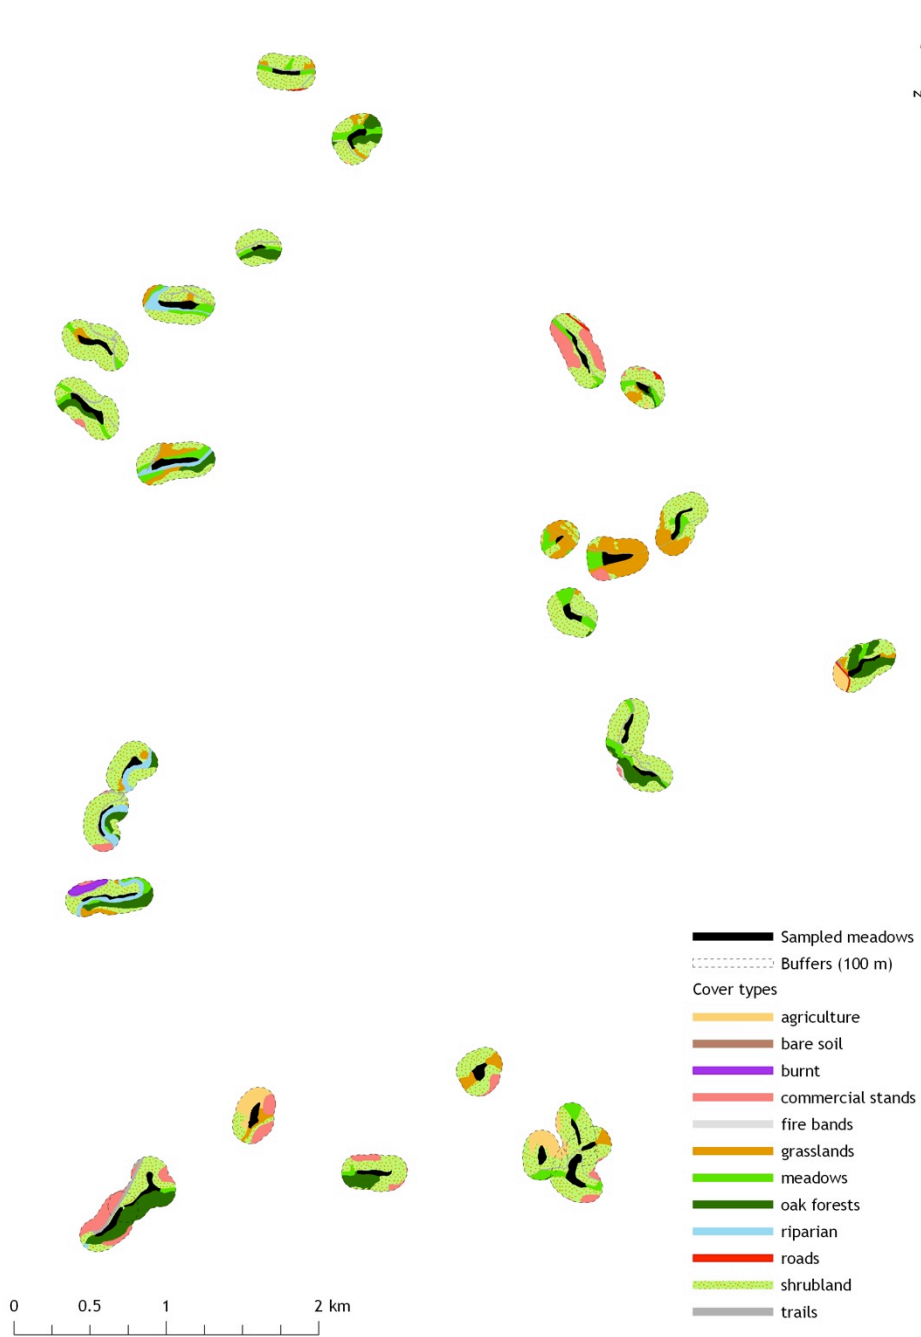 z
Sampled meadows
Buffers (100 m)
Cover types
agriculture
bare soil
burnt
commercial stands
fire bands
grasslands
meadows
oak forests
riparian
roads
shrubland
trails
0 0.5 1 2 km